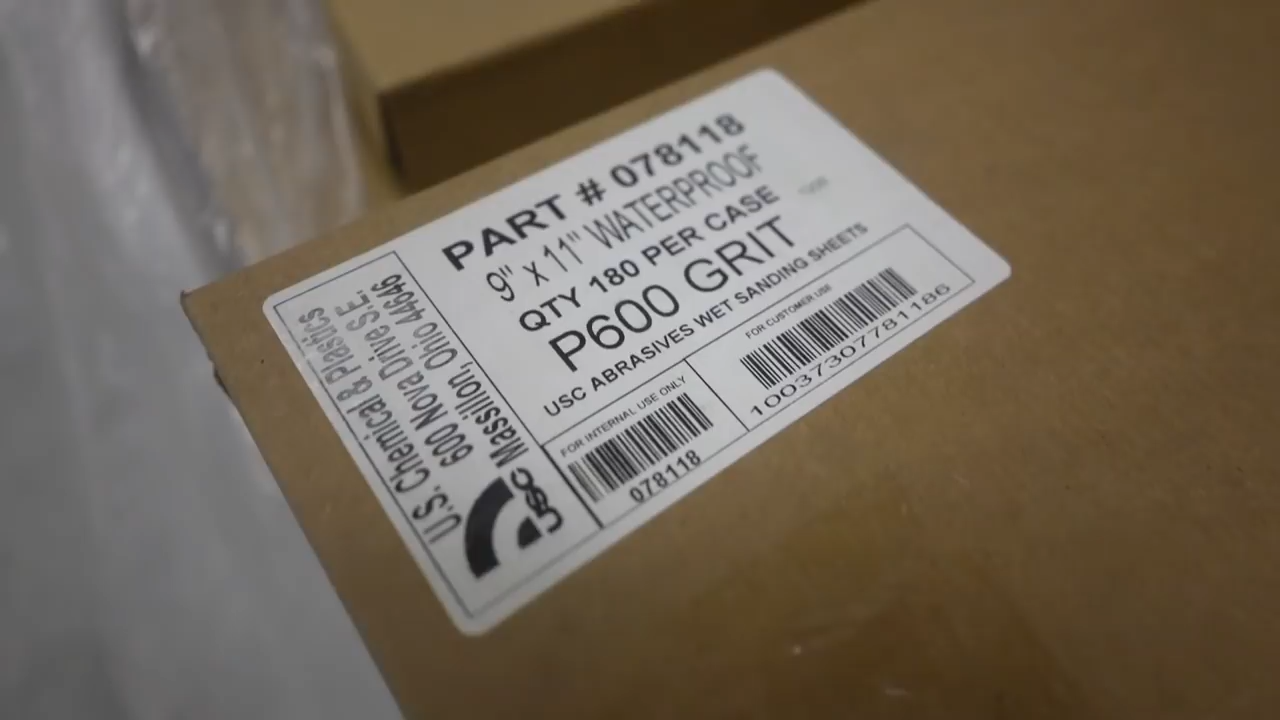 PART # 078118
9" X 11" WATERPROOF
QTY 180 PER CASE
P600 GRIT
USC ABRASIVES WET SANDING SHEETS
FOR INTERNAL USE ONLY
078118
FOR CUSTOMER USE
10037307781186
U.S. Chemical & Plastics
600 Nova Drive S.E.
Massillon, Ohio 44646
USC